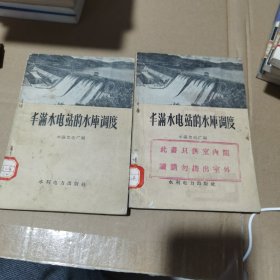 丰满水电站的水库调度
丰满发电厂编
水利电力出版社
丰满水电站的水库调度
丰满发电厂编
此书只供室内閱
讀請勿携出室外
水利电力出版社